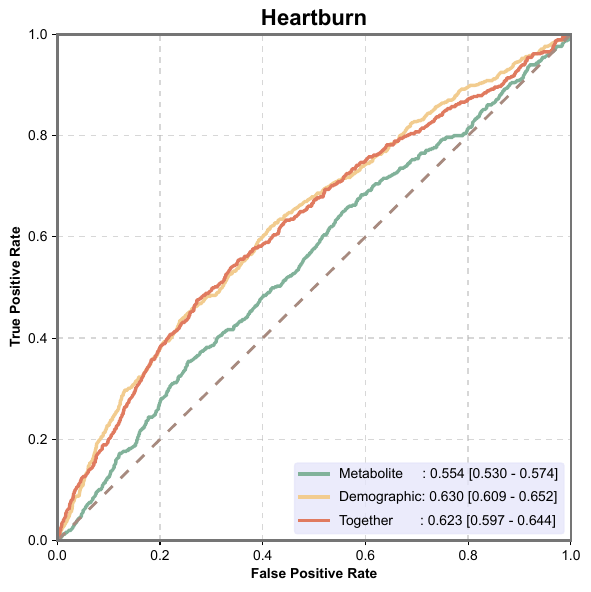 Heartburn
True Positive Rate
1.0
0.8
0.6
0.4
0.2
0.0
Metabolite : 0.554 [0.530 - 0.574]
Demographic: 0.630 [0.609 - 0.652]
Together : 0.623 [0.597 - 0.644]
0.0 0.2 0.4 0.6 0.8 1.0
False Positive Rate